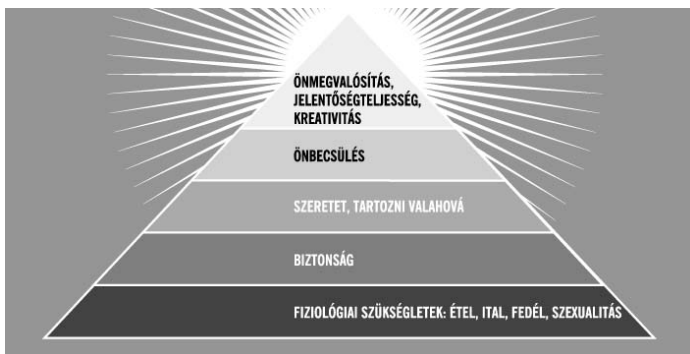 ÖNMEGVALÓSÍTÁS,
JELENTŐSÉGTELJESSÉG,
KREATIVITÁS
ÖNBECSÜLÉS
SZERETET, TARTOZNI VALAHOVÁ
BIZTONSÁG
FIZIOLÓGIAI SZÜKSÉGLETEK: ÉTEL, ITAL, FEDÉL, SZEXUALITÁS